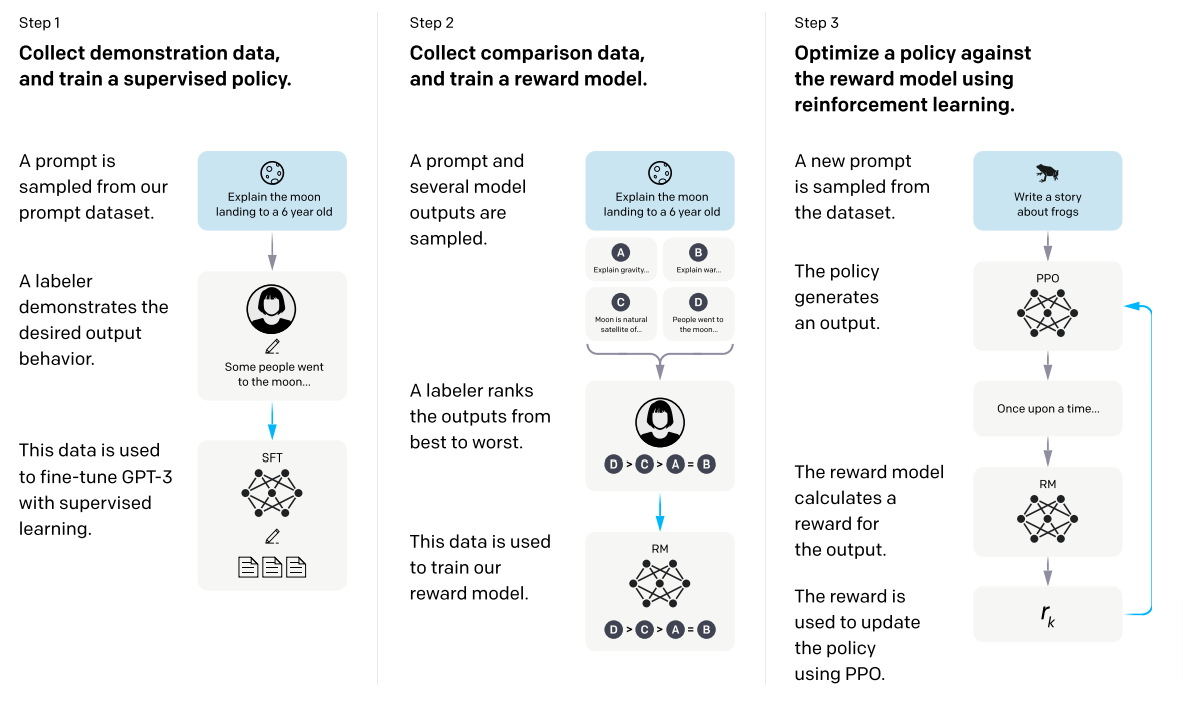 Step 1
Collect demonstration data,
and train a supervised policy.
A prompt is
sampled from our
prompt dataset.
Explain the moon
landing to a 6 year old
A labeler
demonstrates the
desired output
behavior.
Some people went
to the moon...
This data is used
to fine-tune GPT-3
with supervised
learning.
SFT
Step 2
Collect comparison data,
and train a reward model.
A prompt and
several model
outputs are
sampled.
Explain the moon
landing to a 6 year old
A
Explain gravity...
B
Explain war...
C
Moon is natural
satellite of...
D
People went to
the moon...
A labeler ranks
the outputs from
best to worst.
D > C > A = B
This data is used
to train our
reward model.
RM
D > C > A = B
Step 3
Optimize a policy against
the reward model using
reinforcement learning.
A new prompt
is sampled from
the dataset.
Write a story
about frogs
The policy
generates
an output.
PPO
Once upon a time...
The reward model
calculates a
reward for
the output.
RM
The reward is
used to update
the policy
using PPO.
r_k